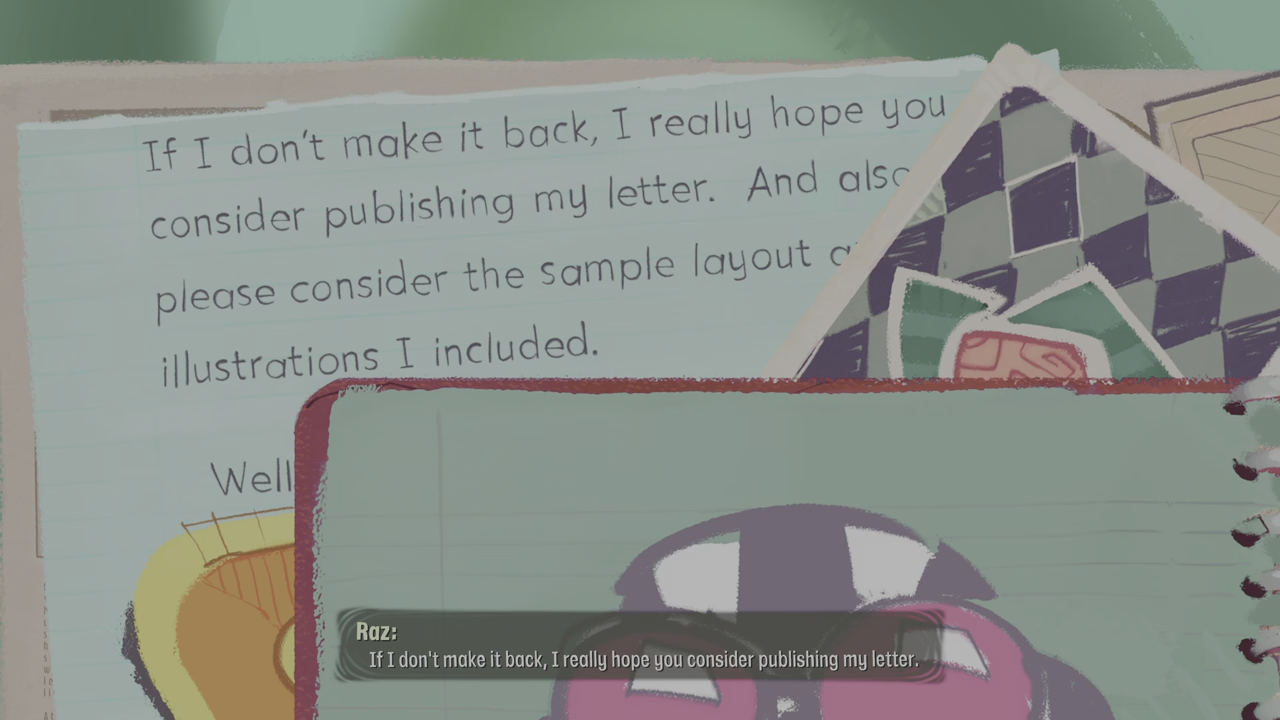 If I don't make it back, I really hope you
consider publishing my letter. And also
please consider the sample layout
illustrations I included.
Well
Raz:
If I don't make it back, I really hope you consider publishing my letter.